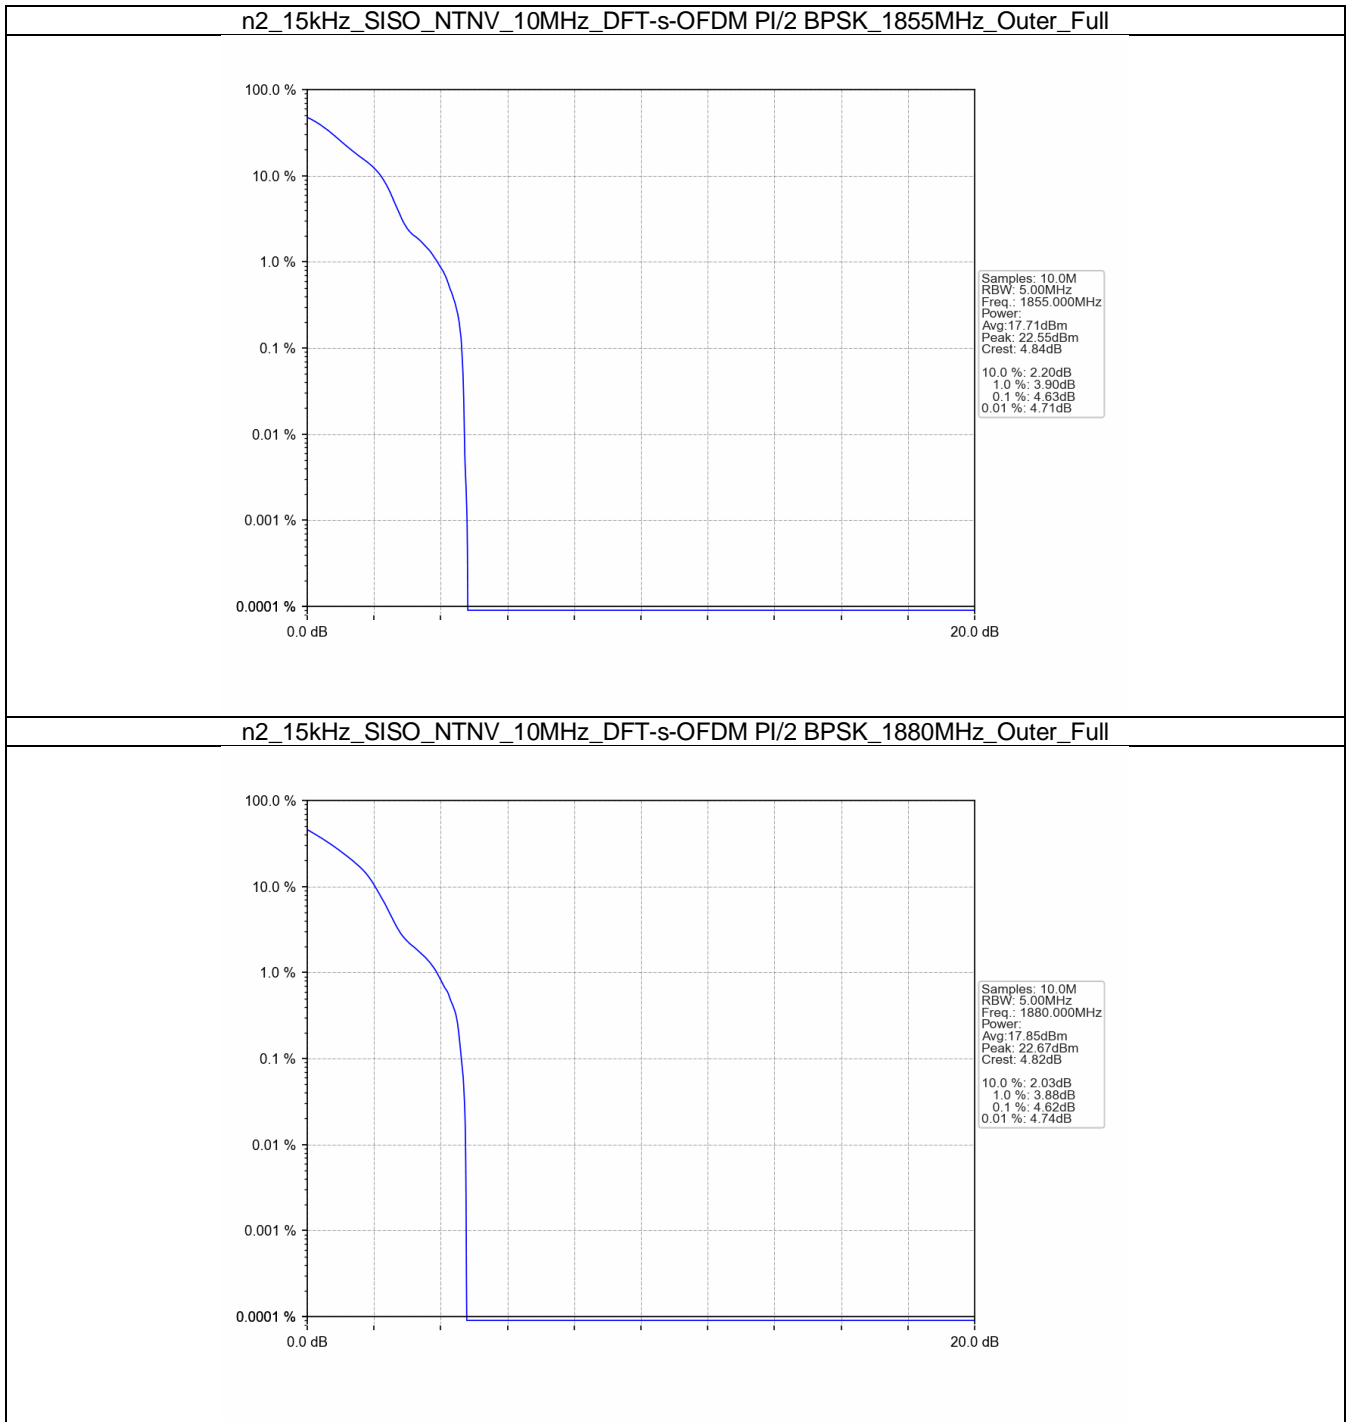 n2_15kHz_SISO_NTNV_10MHz_DFT-s-OFDM PI/2 BPSK_1855MHz_Outer_Full
100.0 %
10.0 %
1.0 %
0.1 %
0.01 %
0.001 %
0.0001 %
0.0 dB
20.0 dB
Samples: 10.0M
RBW: 5.00MHz
Freq.: 1855.000MHz
Power:
Avg:17.71dBm
Peak: 22.55dBm
Crest: 4.84dB
10.0 %: 2.20dB
1.0 %: 3.90dB
0.1 %: 4.63dB
0.01 %: 4.71dB
n2_15kHz_SISO_NTNV_10MHz_DFT-s-OFDM PI/2 BPSK_1880MHz_Outer_Full
100.0 %
10.0 %
1.0 %
0.1 %
0.01 %
0.001 %
0.0001 %
0.0 dB
20.0 dB
Samples: 10.0M
RBW: 5.00MHz
Freq.: 1880.000MHz
Power:
Avg:17.85dBm
Peak: 22.67dBm
Crest: 4.82dB
10.0 %: 2.03dB
1.0 %: 3.88dB
0.1 %: 4.62dB
0.01 %: 4.74dB